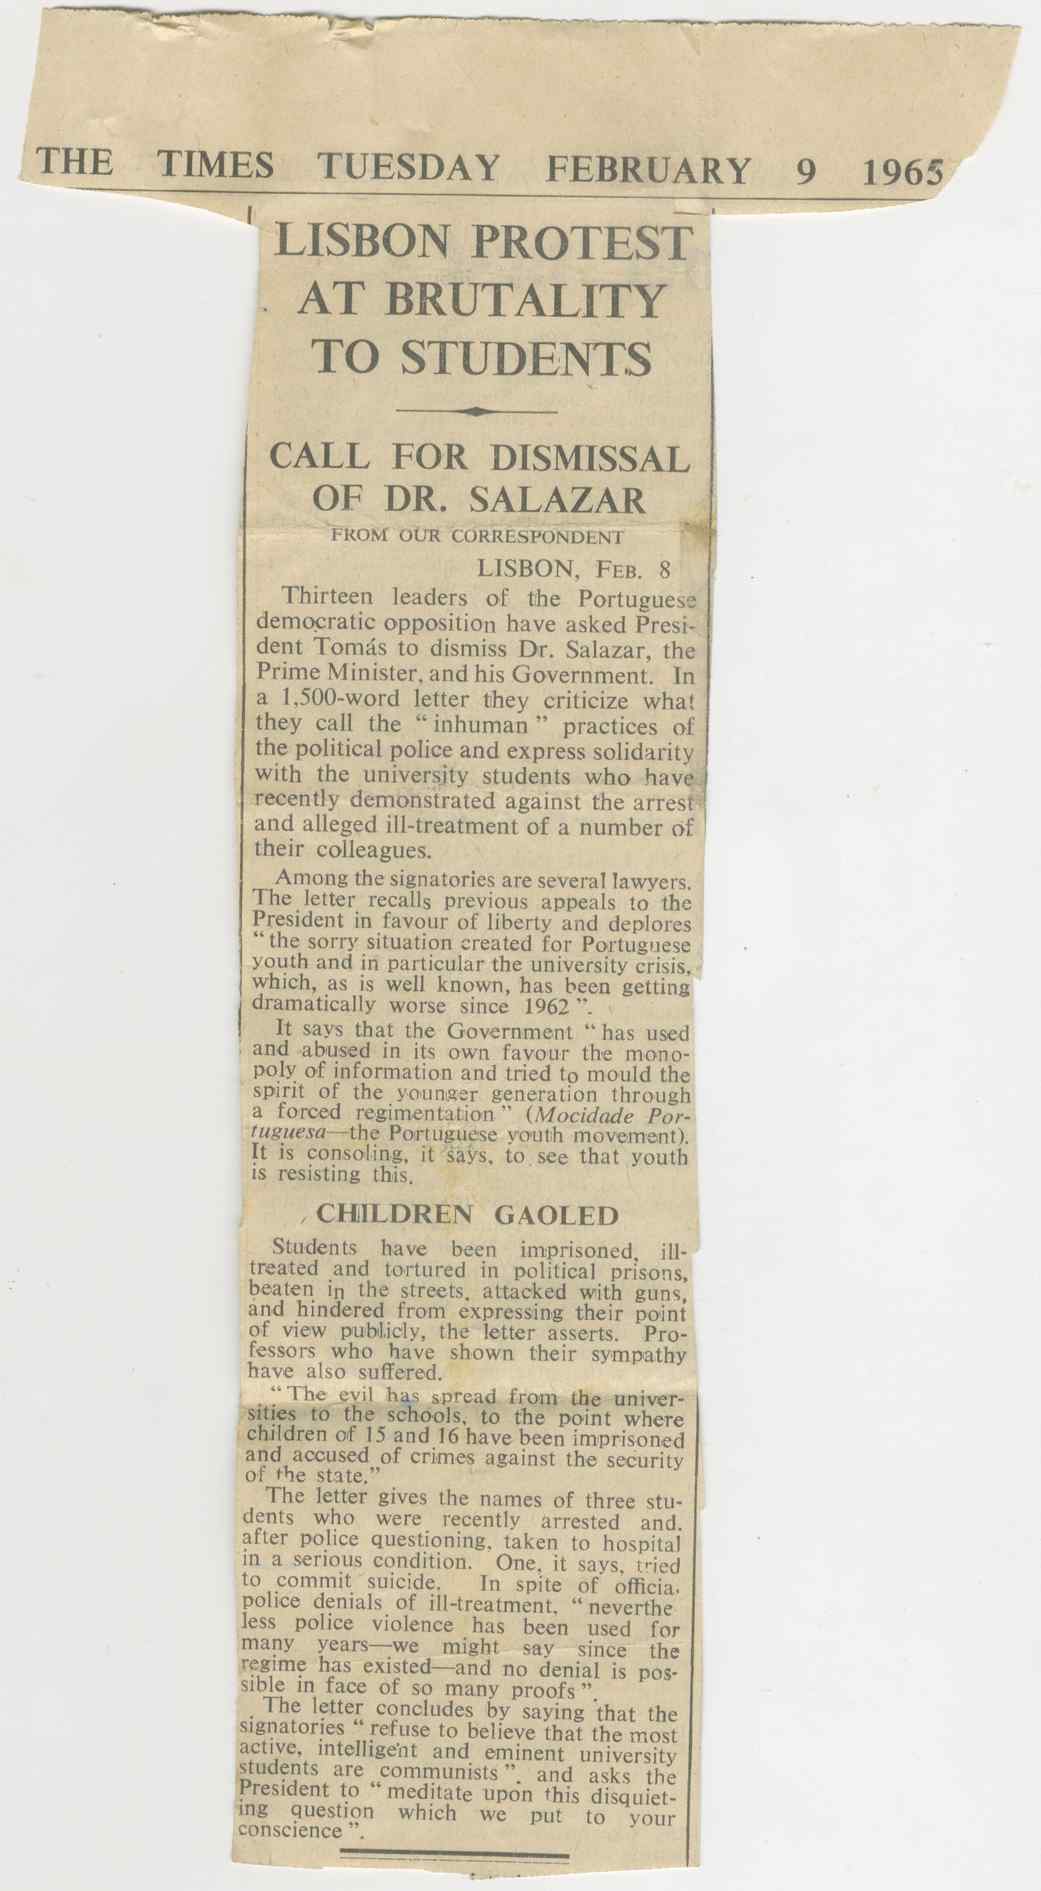 THE TIMES TUESDAY FEBRUARY 9 1965
LISBON PROTEST
AT BRUTALITY
TO STUDENTS
CALL FOR DISMISSAL
OF DR. SALAZAR
FROM OUR CORRESPONDENT
LISBON, FEB. 8
Thirteen leaders of the Portuguese
democratic opposition have asked Presi-
dent Tomás to dismiss Dr. Salazar, the
Prime Minister, and his Government. In
a 1,500-word letter they criticize what
they call the “ inhuman ” practices of
the political police and express solidarity
with the university students who have
recently demonstrated against the arrest
and alleged ill-treatment of a number of
their colleagues.
Among the signatories are several lawyers.
The letter recalls previous appeals to the
President in favour of liberty and deplores
“ the sorry situation created for Portuguese
youth and in particular the university crisis,
which, as is well known, has been getting
dramatically worse since 1962 ”.
It says that the Government “ has used
and abused in its own favour the mono-
poly of information and tried to mould the
spirit of the younger generation through
a forced regimentation ” (Mocidade Por-
tuguesa—the Portuguese youth movement).
It is consoling, it says, to see that youth
is resisting this.
CHILDREN GAOLED
Students have been imprisoned, ill-
treated and tortured in political prisons,
beaten in the streets, attacked with guns,
and hindered from expressing their point
of view publicly, the letter asserts. Pro-
fessors who have shown their sympathy
have also suffered.
“ The evil has spread from the univer-
sities to the schools, to the point where
children of 15 and 16 have been imprisoned
and accused of crimes against the security
of the state.”
The letter gives the names of three stu-
dents who were recently arrested and,
after police questioning, taken to hospital
in a serious condition. One, it says, tried
to commit suicide. In spite of officia.
police denials of ill-treatment, “ neverthe
less police violence has been used for
many years—we might say since the
regime has existed—and no denial is pos-
sible in face of so many proofs ”.
The letter concludes by saying that the
signatories “ refuse to believe that the most
active, intelligent and eminent university
students are communists ”, and asks the
President to “ meditate upon this disquiet-
ing question which we put to your
conscience ”.